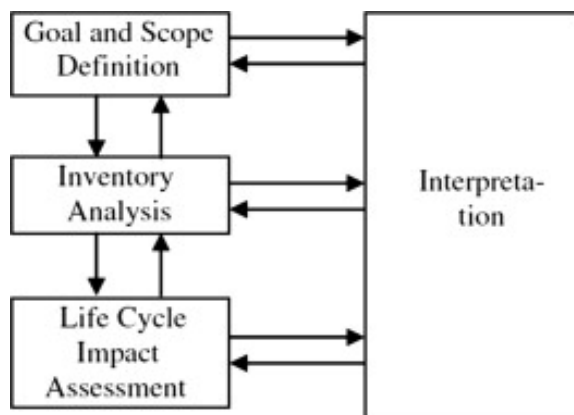 Goal and Scope
Definition
Inventory
Analysis
Life Cycle
Impact
Assessment
Interpreta-
tion